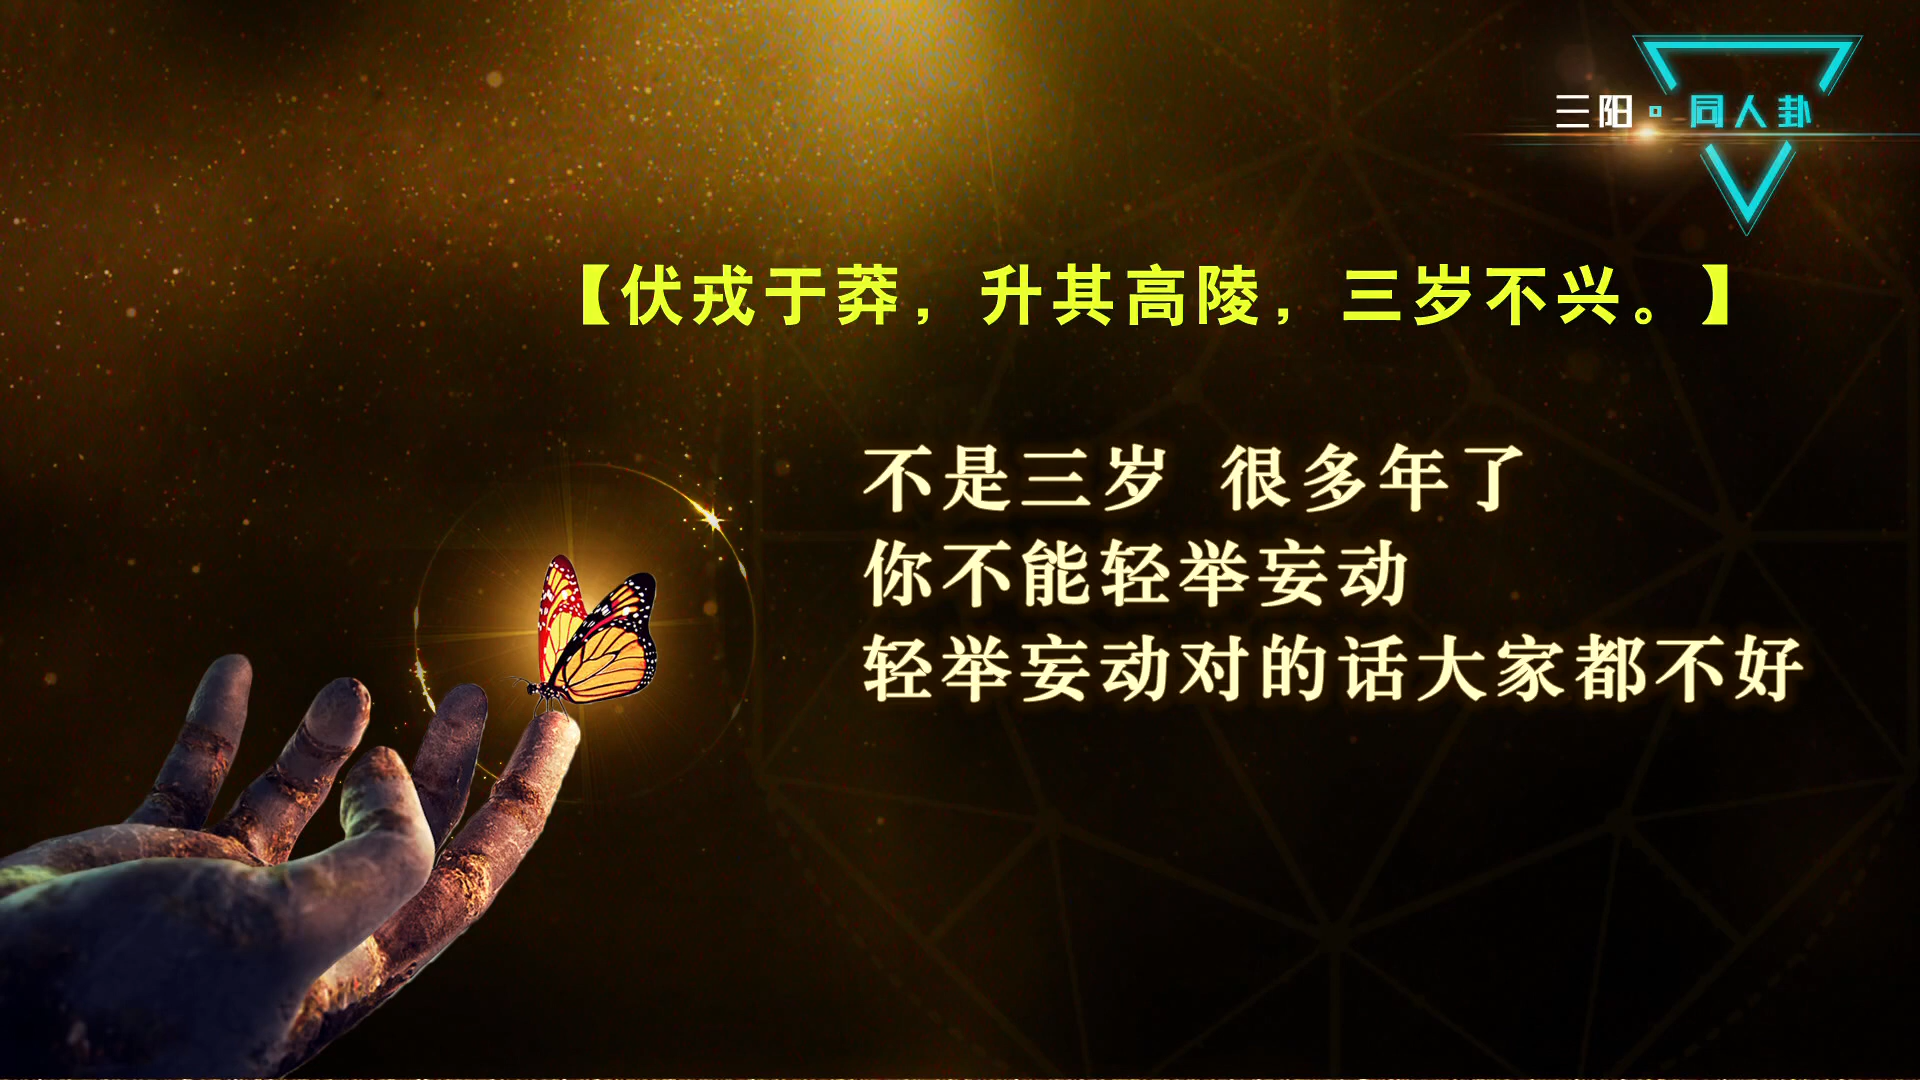 三阳·同人卦
【伏戎于莽，升其高陵，三岁不兴。】
不是三岁 很多年了
你不能轻举妄动
轻举妄动对的话大家都不好